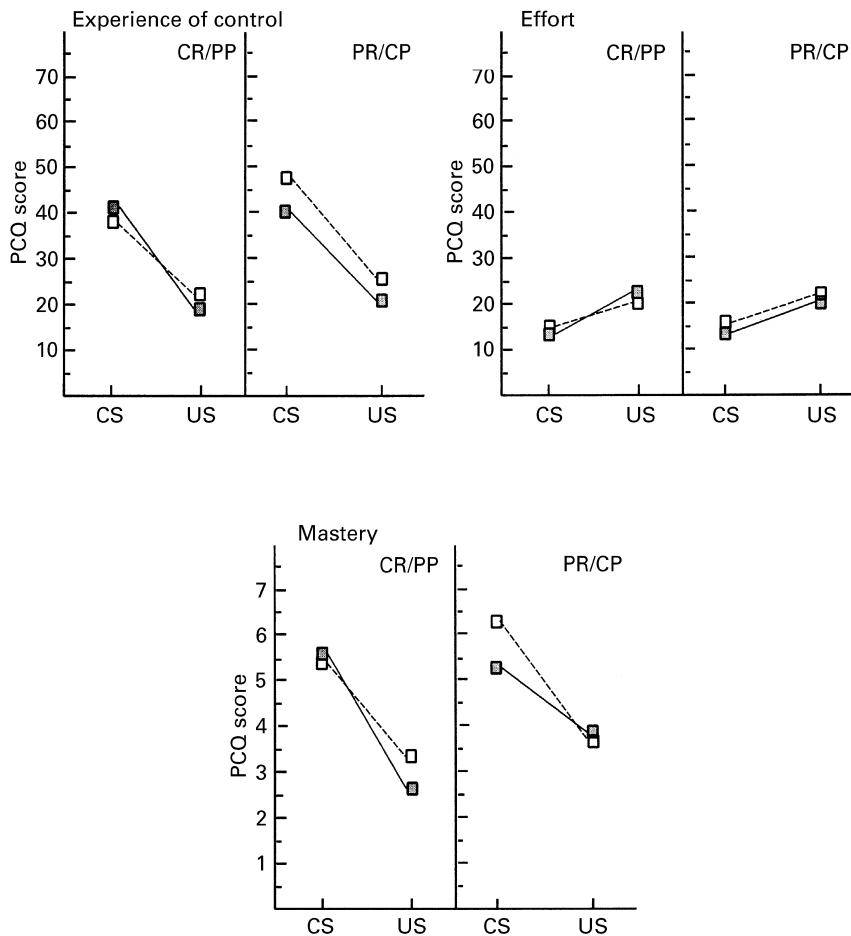 Experience of control
CR/PP
PR/CP
70
60
50
40
30
20
10
PCQ score
CS
US
CS
US
Effort
CR/PP
PR/CP
70
60
50
40
30
20
10
PCQ score
CS
US
CS
US
Mastery
CR/PP
PR/CP
7
6
5
4
3
2
1
PCQ score
CS
US
CS
US